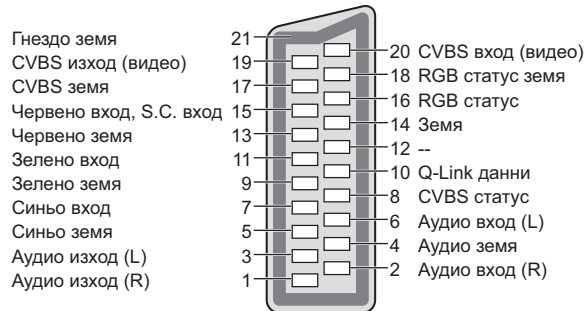 Гнездо земя 21
CVBS изход (видео) 19
CVBS земя 17
Червено вход, S.C. вход 15
Червено земя 13
Зелено вход 11
Зелено земя 9
Синьо вход 7
Синьо земя 5
Аудио изход (L) 3
Аудио изход (R) 1
20 CVBS вход (видео)
18 RGB статус земя
16 RGB статус
14 Земя
12 --
10 Q-Link данни
8 CVBS статус
6 Аудио вход (L)
4 Аудио земя
2 Аудио вход (R)